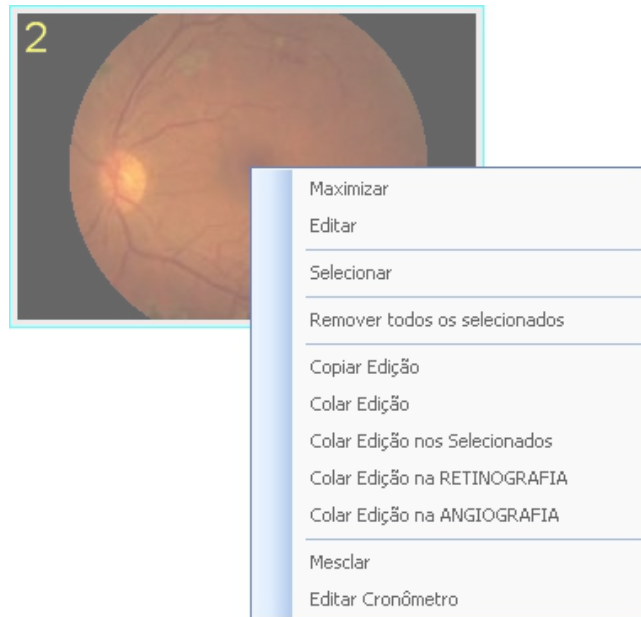 2
Maximizar
Editar
Selecionar
Remover todos os selecionados
Copiar Edição
Colar Edição
Colar Edição nos Selecionados
Colar Edição na RETINOGRAFIA
Colar Edição na ANGIOGRAFIA
Mesclar
Editar Cronômetro